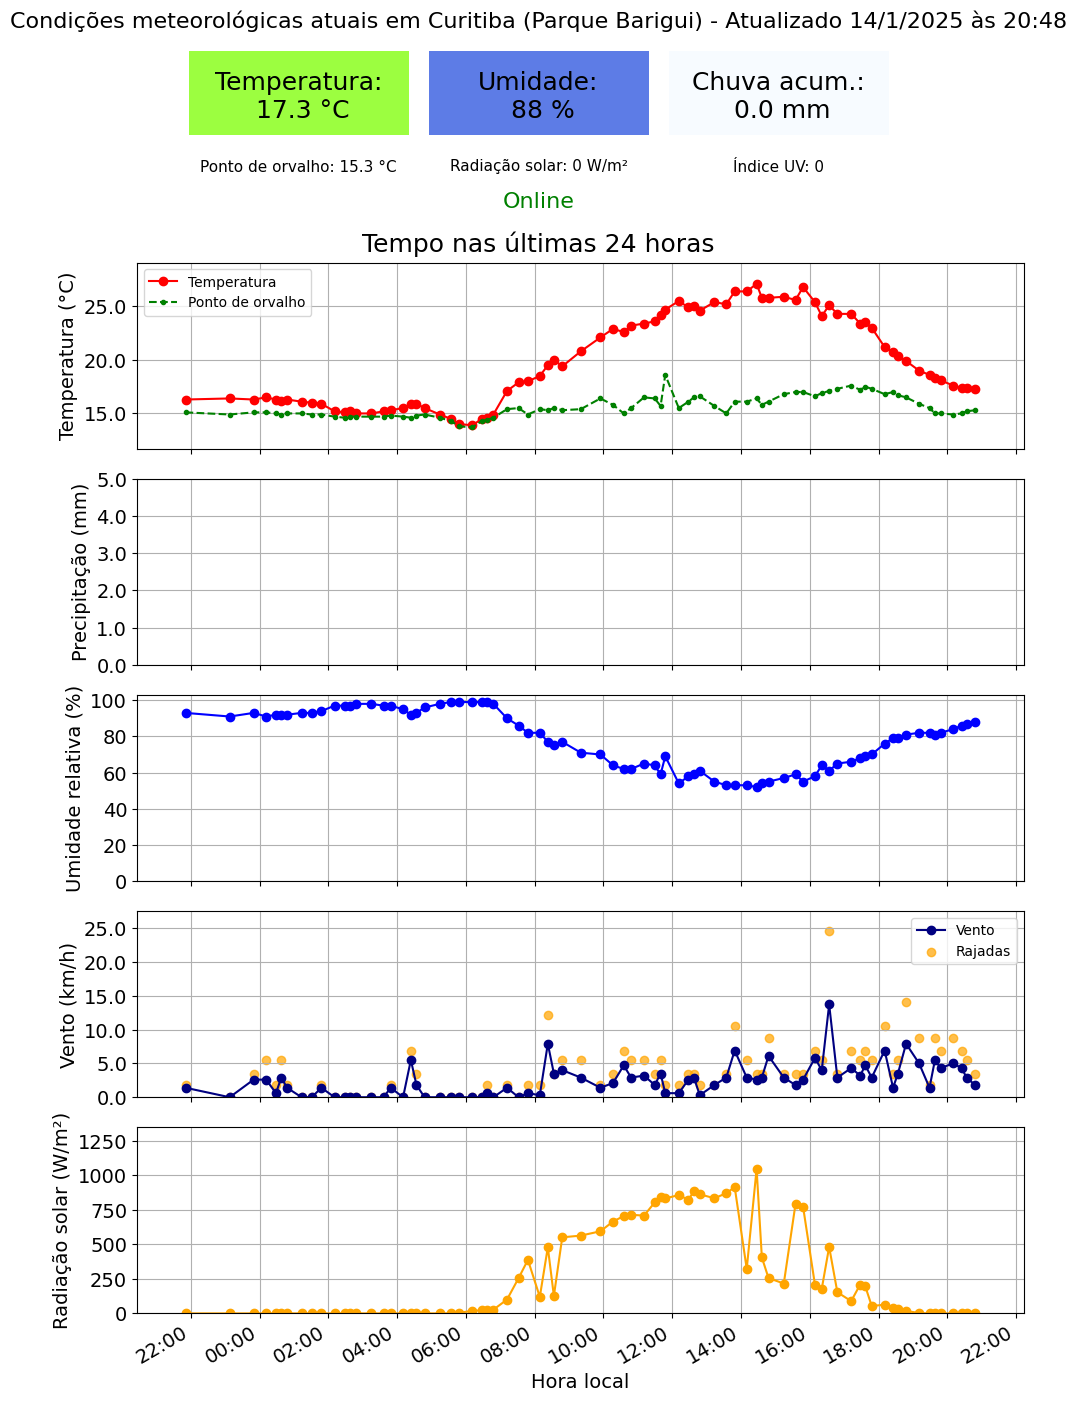 Condições meteorológicas atuais em Curitiba (Parque Barigui) - Atualizado 14/1/2025 às 20:48
Temperatura:
17.3 °C
Umidade:
88 %
Chuva acum.:
0.0 mm
Ponto de orvalho: 15.3 °C
Radiação solar: 0 W/m²
Índice UV: 0
Online
Tempo nas últimas 24 horas
Temperatura (°C)
25.0
20.0
15.0
Temperatura
Ponto de orvalho
Precipitação (mm)
5.0
4.0
3.0
2.0
1.0
0.0
Umidade relativa (%)
100
80
60
40
20
0
Vento (km/h)
25.0
20.0
15.0
10.0
5.0
0.0
Vento
Rajadas
Radiação solar (W/m²)
1250
1000
750
500
250
0
22:00
00:00
02:00
04:00
06:00
08:00
10:00
12:00
14:00
16:00
18:00
20:00
22:00
Hora local